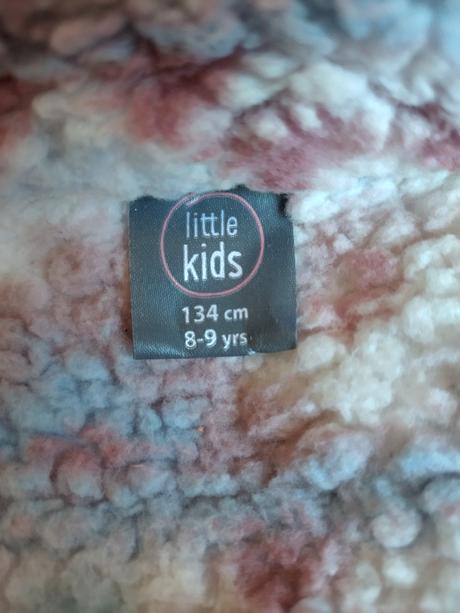 little
kids
134 cm
8-9 yrs